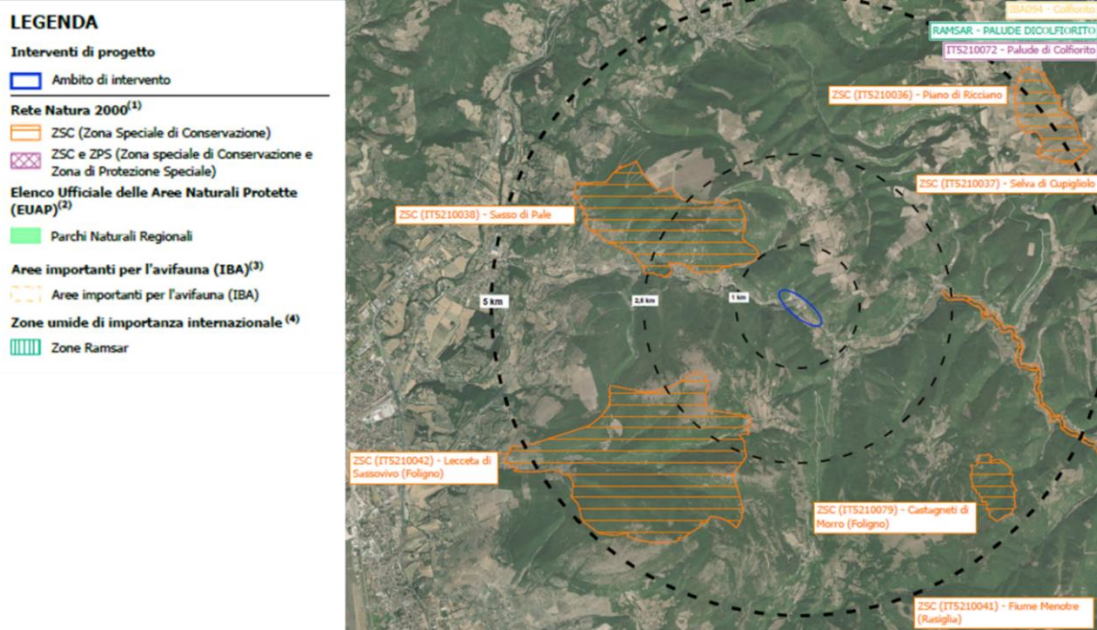 LEGENDA
Interventi di progetto
Ambito di intervento
Rete Natura 2000(1)
ZSC (Zona Speciale di Conservazione)
ZSC e ZPS (Zona speciale di Conservazione e
Zona di Protezione Speciale)
Elenco Ufficiale delle Aree Naturali Protette
(EUAP)(2)
Parchi Naturali Regionali
Aree importanti per l'avifauna (IBA)(3)
Aree importanti per l'avifauna (IBA)
Zone umide di importanza internazionale (4)
Zone Ramsar
IBA094 - Colfiorito
RAMSAR - PALUDE DICOLFIORITO
IT5210072 - Palude di Colfiorito
ZSC (IT5210036) - Piano di Ricciano
ZSC (IT5210037) - Selva di Cupigliolo
ZSC (IT5210038) - Sasso di Pale
5 km
2,5 km
1 km
ZSC (IT5210042) - Lecceta di
Sassovivo (Foligno)
ZSC (IT5210079) - Castagneti di
Morro (Foligno)
ZSC (IT5210041) - Fiume Menotre
(Rasiglia)